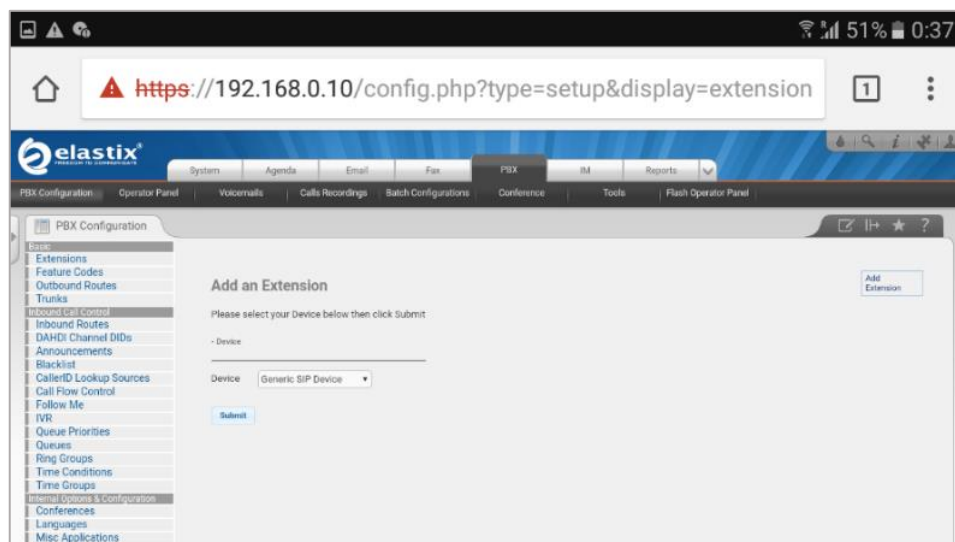 51% 0:37
https://192.168.0.10/config.php?type=setup&display=extension 1
elastix
FREEDOM TO COMMUNICATE
System Agenda Email Fax PBX IM Reports
PBX Configuration Operator Panel Voicemails Calls Recordings Batch Configurations Conference Tools Flash Operator Panel
PBX Configuration
Basic
Extensions
Feature Codes
Outbound Routes
Trunks
Inbound Call Control
Inbound Routes
DAHDI Channel DIDs
Announcements
Blacklist
CallerID Lookup Sources
Call Flow Control
Follow Me
IVR
Queue Priorities
Queues
Ring Groups
Time Conditions
Time Groups
Internal Options & Configuration
Conferences
Languages
Misc Applications
Add an Extension
Please select your Device below then click Submit
- Device
Device Generic SIP Device
Submit
Add
Extension